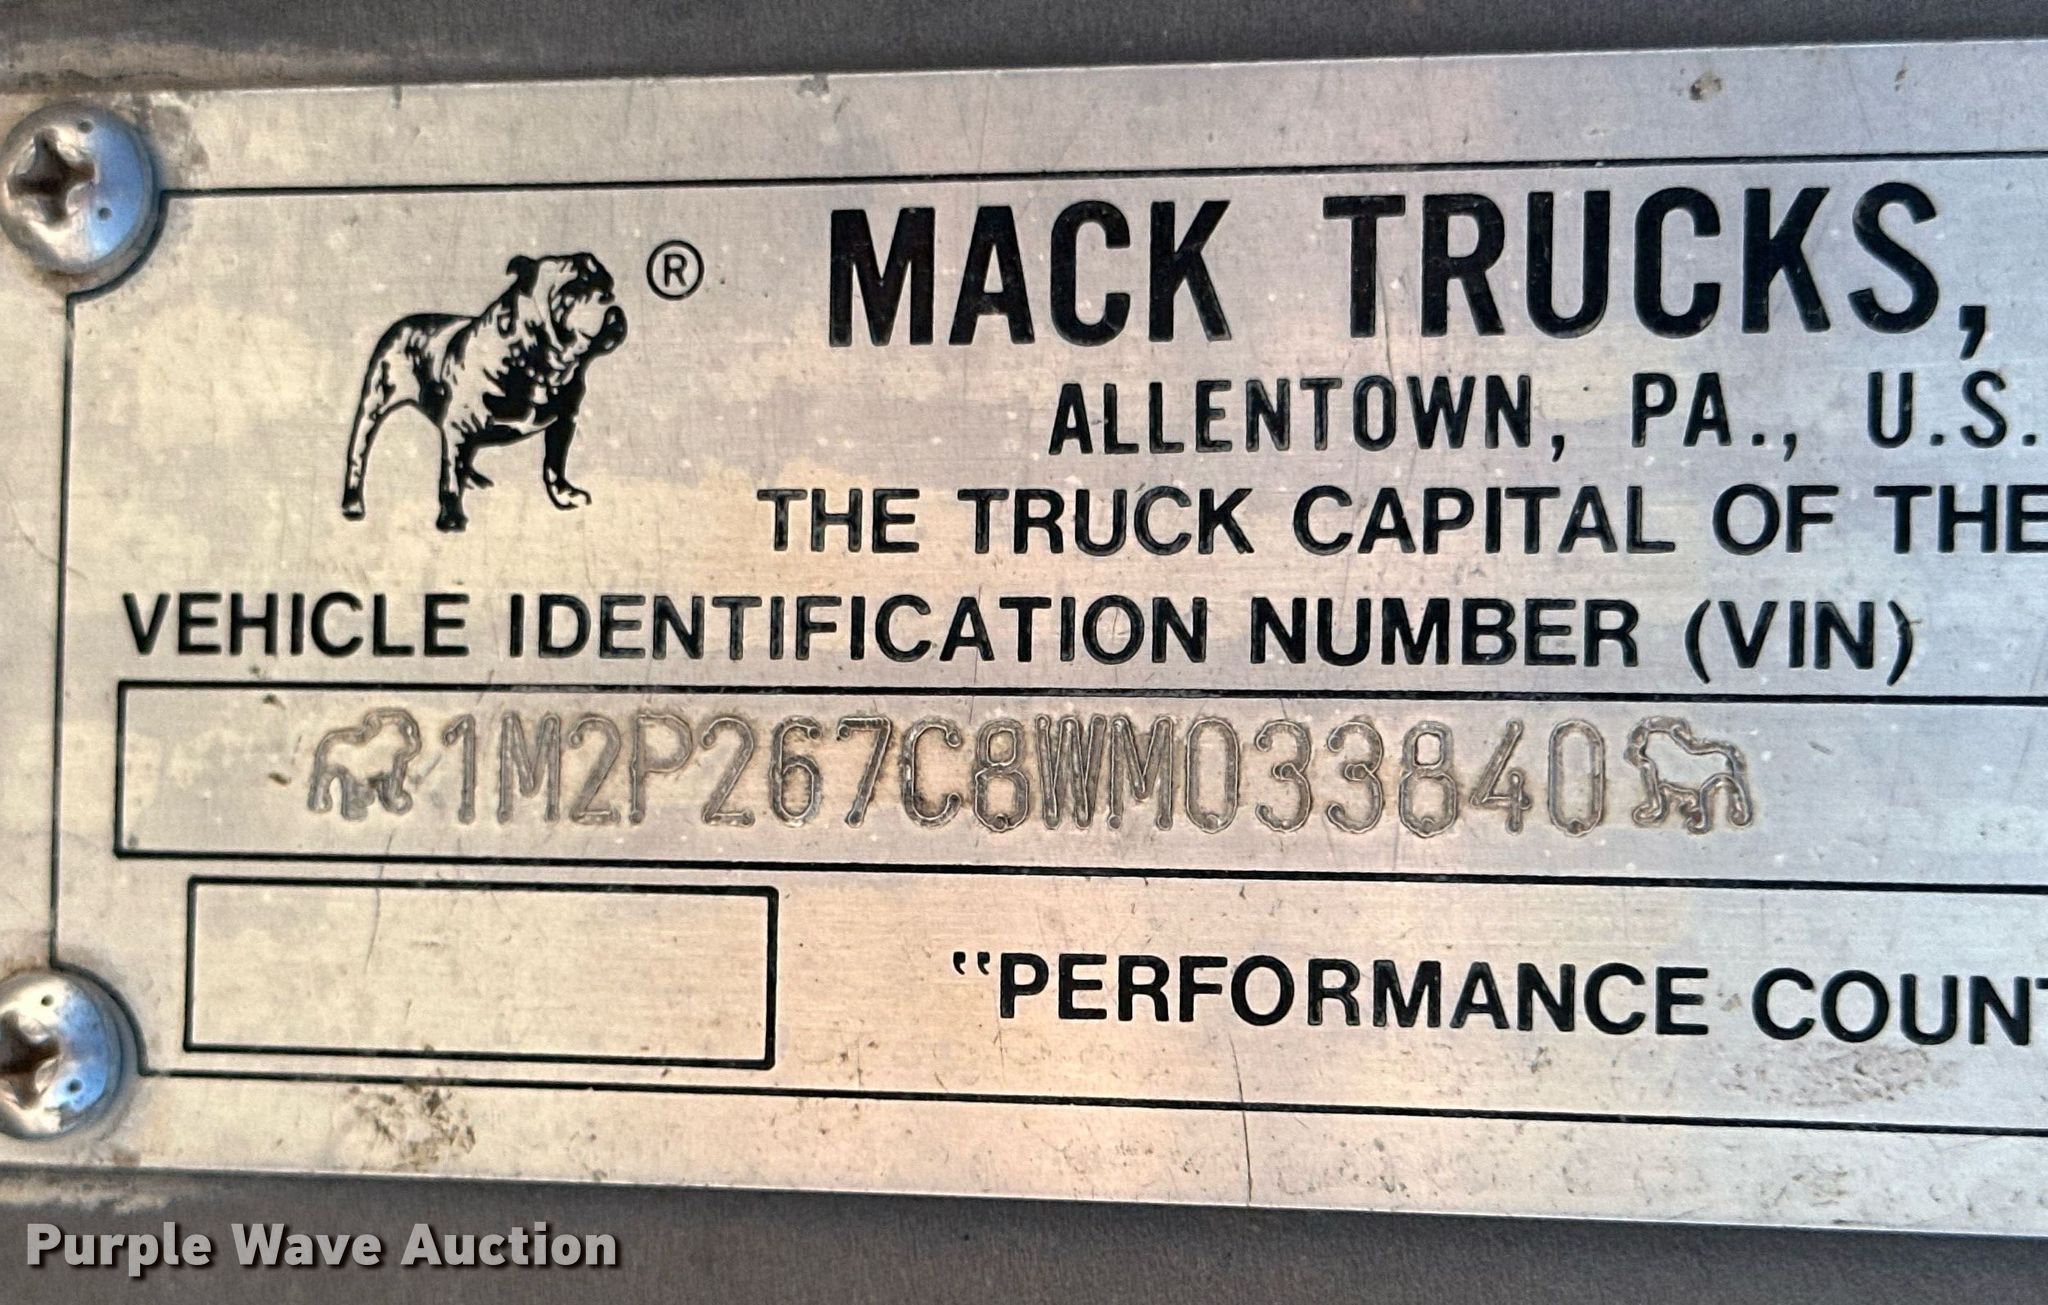 ® MACK TRUCKS,
ALLENTOWN, PA., U.S.
THE TRUCK CAPITAL OF THE
VEHICLE IDENTIFICATION NUMBER (VIN)
1M2P267C8WM033840
"PERFORMANCE COUNT
Purple Wave Auction